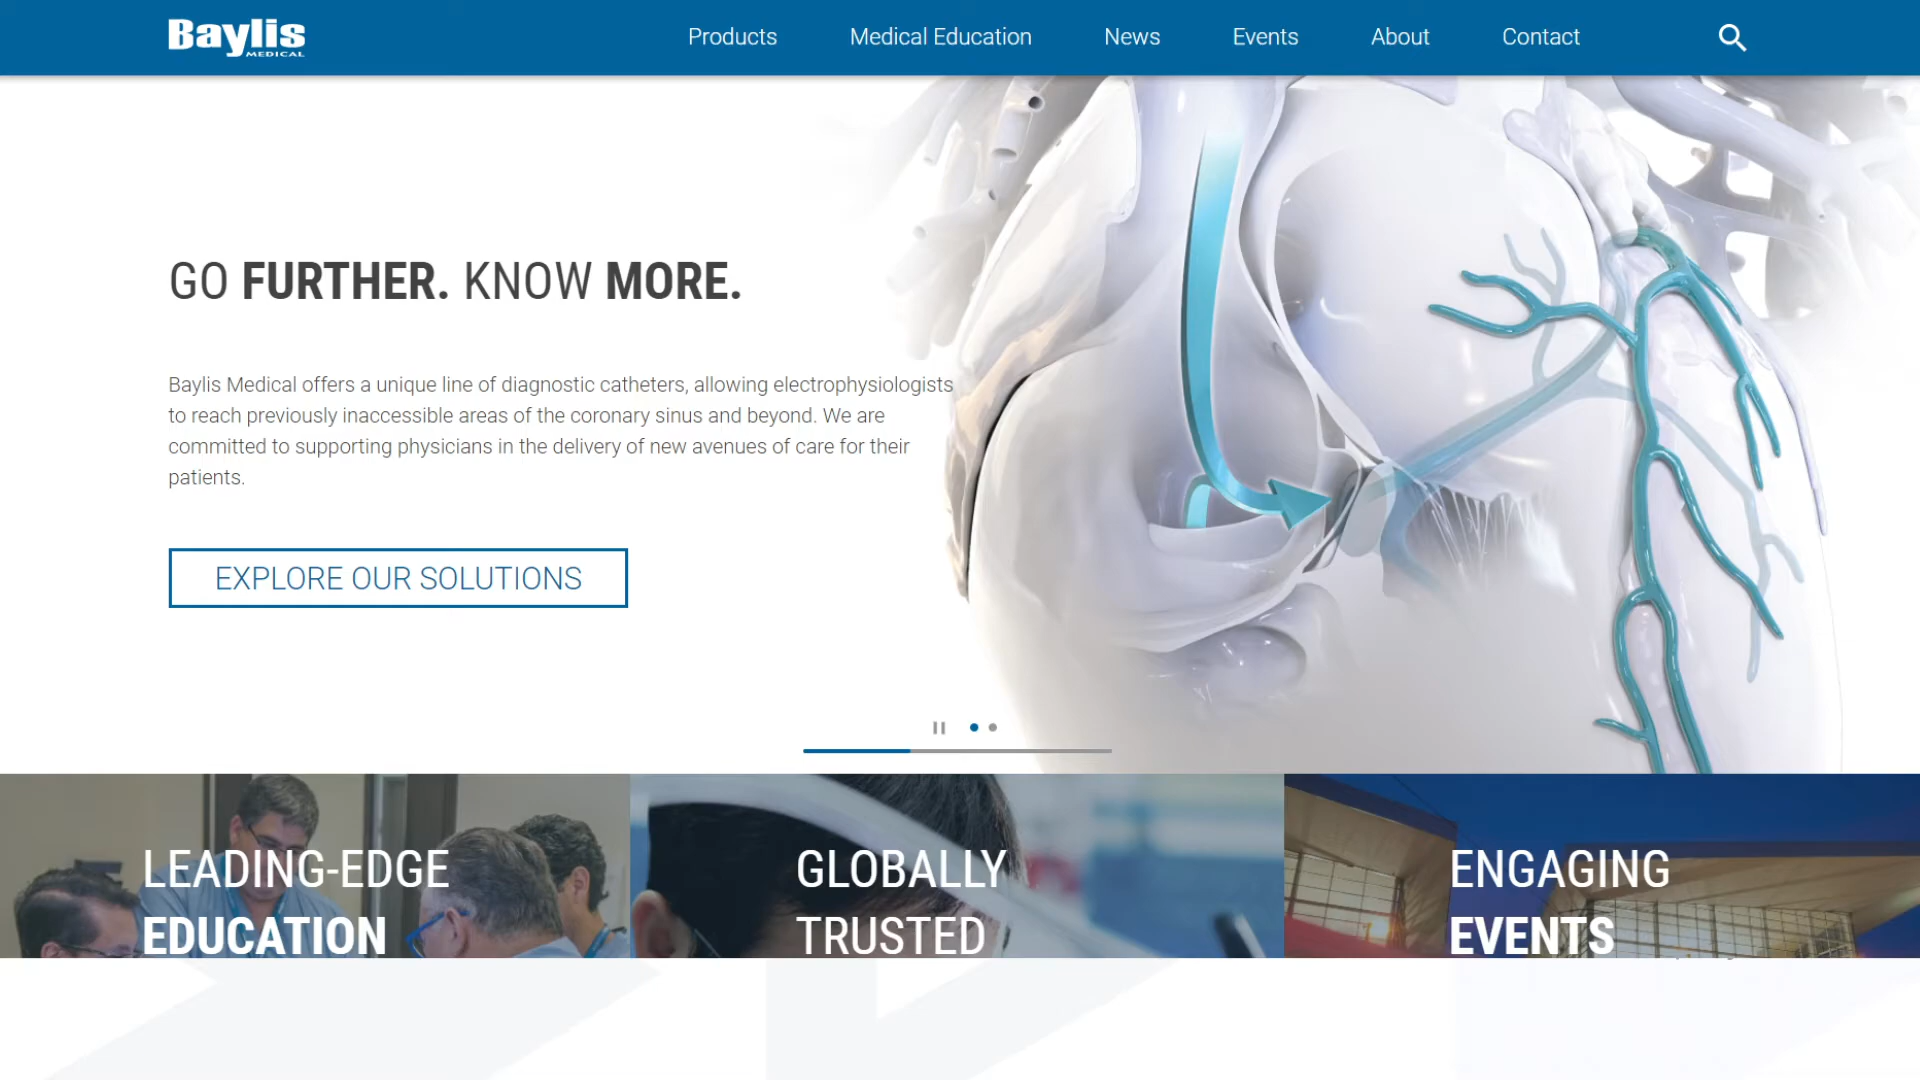 Baylis
MEDICAL
Products
Medical Education
News
Events
About
Contact
GO FURTHER. KNOW MORE.
Baylis Medical offers a unique line of diagnostic catheters, allowing electrophysiologists
to reach previously inaccessible areas of the coronary sinus and beyond. We are
committed to supporting physicians in the delivery of new avenues of care for their
patients.
EXPLORE OUR SOLUTIONS
LEADING-EDGE
EDUCATION
GLOBALLY
TRUSTED
ENGAGING
EVENTS